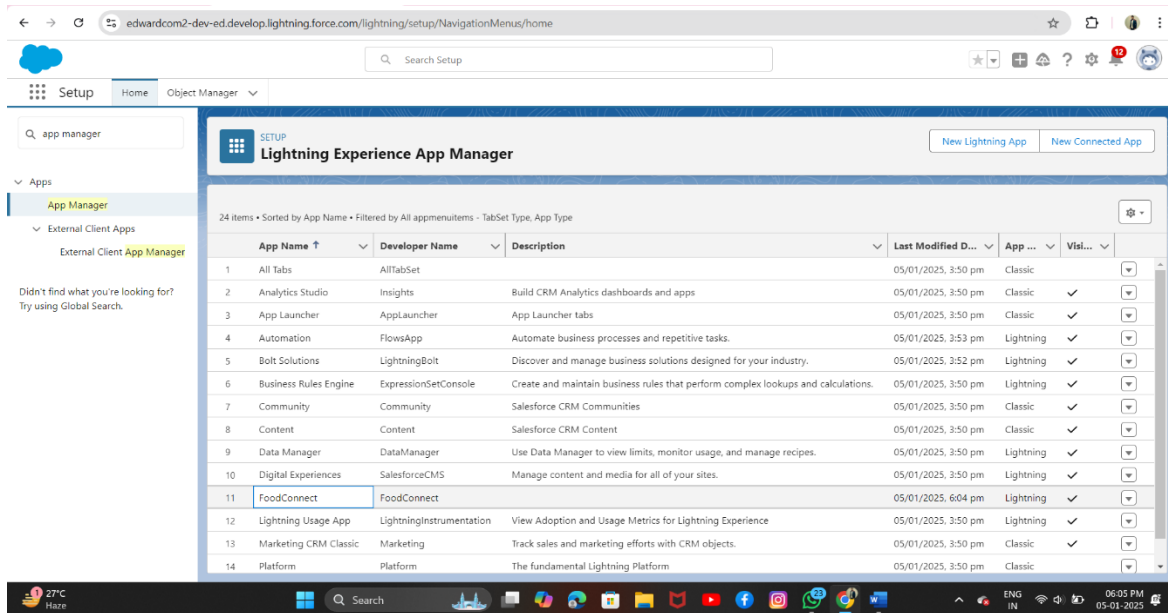 edwardcom2-dev-ed.develop.lightning.force.com/lightning/setup/NavigationMenus/home
Search Setup
12
Setup Home Object Manager
app manager
Apps
App Manager
External Client Apps
External Client App Manager
Didn't find what you're looking for?
Try using Global Search.
SETUP
Lightning Experience App Manager
New Lightning App New Connected App
24 items • Sorted by App Name • Filtered by All appmenuitems - TabSet Type, App Type
App Name ↑ Developer Name Description Last Modified D... App ... Visi...
1 All Tabs AllTabSet 05/01/2025, 3:50 pm Classic
2 Analytics Studio Insights Build CRM Analytics dashboards and apps 05/01/2025, 3:50 pm Classic ✓
3 App Launcher AppLauncher App Launcher tabs 05/01/2025, 3:50 pm Classic ✓
4 Automation FlowsApp Automate business processes and repetitive tasks. 05/01/2025, 3:53 pm Lightning ✓
5 Bolt Solutions LightningBolt Discover and manage business solutions designed for your industry. 05/01/2025, 3:52 pm Lightning ✓
6 Business Rules Engine ExpressionSetConsole Create and maintain business rules that perform complex lookups and calculations. 05/01/2025, 3:50 pm Lightning ✓
7 Community Community Salesforce CRM Communities 05/01/2025, 3:50 pm Classic ✓
8 Content Content Salesforce CRM Content 05/01/2025, 3:50 pm Classic ✓
9 Data Manager DataManager Use Data Manager to view limits, monitor usage, and manage recipes. 05/01/2025, 3:50 pm Lightning ✓
10 Digital Experiences SalesforceCMS Manage content and media for all of your sites. 05/01/2025, 3:50 pm Lightning ✓
11 FoodConnect FoodConnect 05/01/2025, 6:04 pm Lightning ✓
12 Lightning Usage App LightningInstrumentation View Adoption and Usage Metrics for Lightning Experience 05/01/2025, 3:50 pm Lightning ✓
13 Marketing CRM Classic Marketing Track sales and marketing efforts with CRM objects. 05/01/2025, 3:50 pm Classic ✓
14 Platform Platform The fundamental Lightning Platform 05/01/2025, 3:50 pm Classic
1 27°C
Haze
Search
23
ENG
IN
06:05 PM
05-01-2025